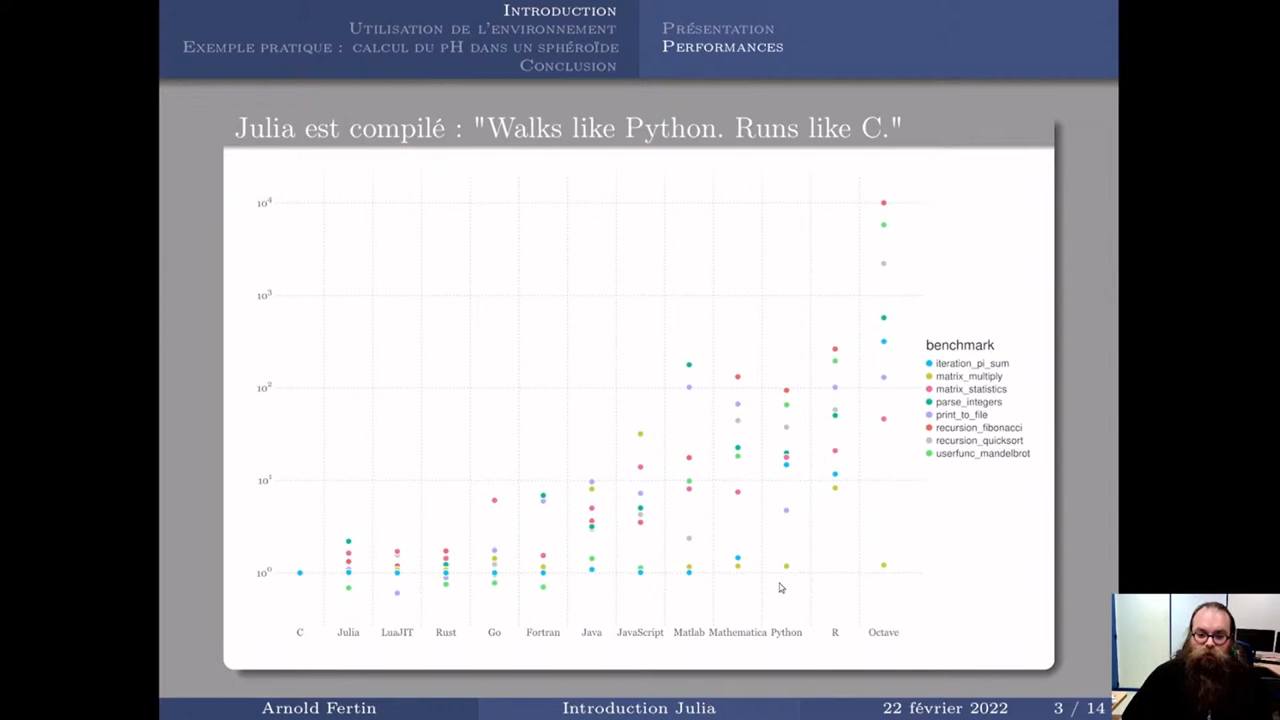 INTRODUCTION
UTILISATION DE L'ENVIRONNEMENT
EXEMPLE PRATIQUE : CALCUL DU PH DANS UN SPHÉROÏDE
CONCLUSION
PRÉSENTATION
PERFORMANCES
Julia est compilé : "Walks like Python. Runs like C."
10⁴
10³
10²
10¹
10⁰
C Julia LuaJIT Rust Go Fortran Java JavaScript Matlab Mathematica Python R Octave
benchmark
iteration_pi_sum
matrix_multiply
matrix_statistics
parse_integers
print_to_file
recursion_fibonacci
recursion_quicksort
userfunc_mandelbrot
Arnold Fertin Introduction Julia 22 février 2022 3 / 14